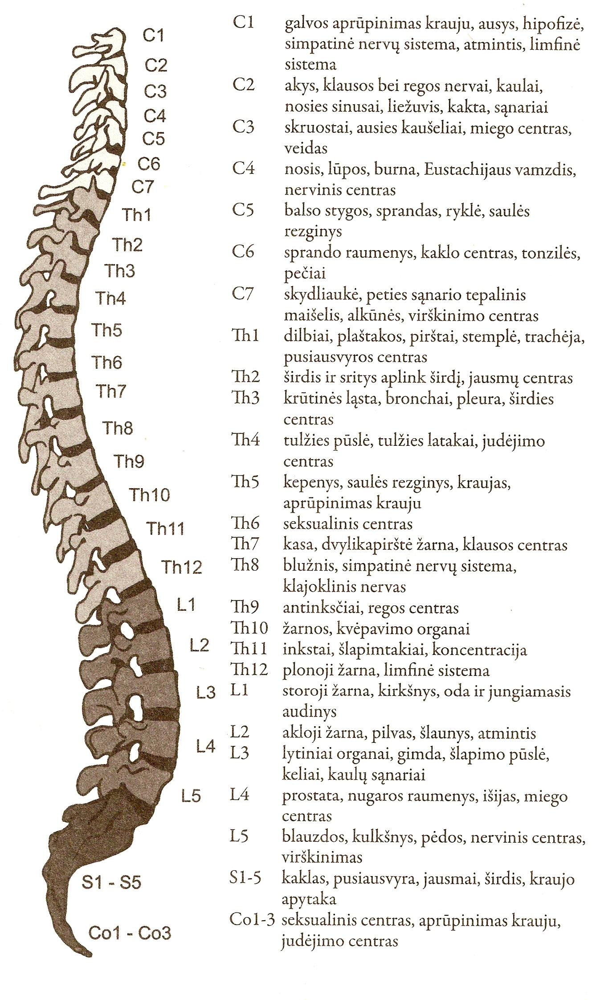 C1
C2
C3
C4
C5
C6
C7
Th1
Th2
Th3
Th4
Th5
Th6
Th7
Th8
Th9
Th10
Th11
Th12
L1
L2
L3
L4
L5
S1 - S5
Co1 - Co3
C1 galvos aprūpinimas krauju, ausys, hipofizė,
simpatinė nervų sistema, atmintis, limfinė
sistema
C2 akys, klausos bei regos nervai, kaulai,
nosies sinusai, liežuvis, kakta, sąnariai
C3 skruostai, ausies kaušeliai, miego centras,
veidas
C4 nosis, lūpos, burna, Eustachijaus vamzdis,
nervinis centras
C5 balso stygos, sprandas, ryklė, saulės
rezginys
C6 sprando raumenys, kaklo centras, tonzilės,
pečiai
C7 skydliaukė, peties sąnario tepalinis
maišelis, alkūnės, virškinimo centras
Th1 dilbiai, plaštakos, pirštai, stemplė, trachėja,
pusiausvyros centras
Th2 širdis ir sritys aplink širdį, jausmų centras
Th3 krūtinės ląsta, bronchai, pleura, širdies
centras
Th4 tulžies pūslė, tulžies latakai, judėjimo
centras
Th5 kepenys, saulės rezginys, kraujas,
aprūpinimas krauju
Th6 seksualinis centras
Th7 kasa, dvylikapirštė žarna, klausos centras
Th8 blužnis, simpatinė nervų sistema,
klajoklinis nervas
Th9 antinksčiai, regos centras
Th10 žarnos, kvėpavimo organai
Th11 inkstai, šlapimtakiai, koncentracija
Th12 plonoji žarna, limfinė sistema
L1 storoji žarna, kirkšnys, oda ir jungiamasis
audinys
L2 akloji žarna, pilvas, šlaunys, atmintis
L3 lytiniai organai, gimda, šlapimo pūslė,
keliai, kaulų sąnariai
L4 prostata, nugaros raumenys, išijas, miego
centras
L5 blauzdos, kulkšnys, pėdos, nervinis centras,
virškinimas
S1-5 kaklas, pusiausvyra, jausmai, širdis, kraujo
apytaka
Co1-3 seksualinis centras, aprūpinimas krauju,
judėjimo centras